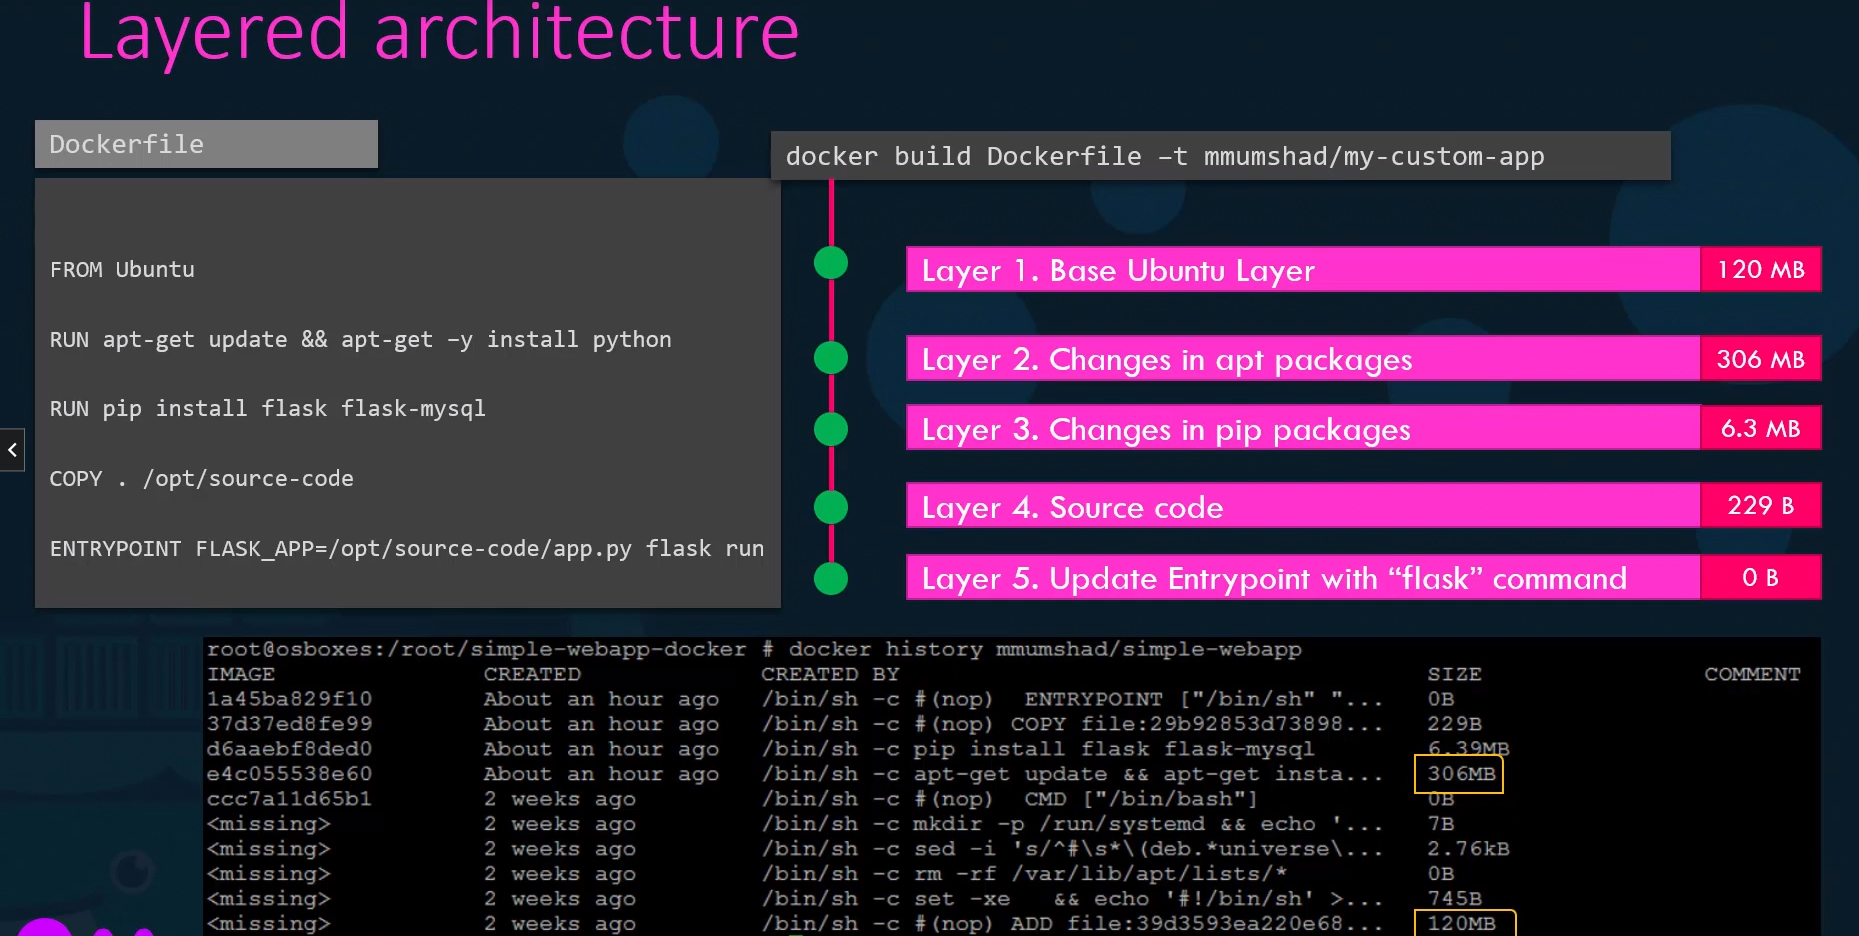 Layered architecture
Dockerfile
FROM Ubuntu
RUN apt-get update && apt-get –y install python
RUN pip install flask flask-mysql
COPY . /opt/source-code
ENTRYPOINT FLASK_APP=/opt/source-code/app.py flask run
docker build Dockerfile –t mmumshad/my-custom-app
Layer 1. Base Ubuntu Layer 120 MB
Layer 2. Changes in apt packages 306 MB
Layer 3. Changes in pip packages 6.3 MB
Layer 4. Source code 229 B
Layer 5. Update Entrypoint with “flask” command 0 B
root@osboxes:/root/simple-webapp-docker # docker history mmumshad/simple-webapp
IMAGE CREATED CREATED BY SIZE COMMENT
1a45ba829f10 About an hour ago /bin/sh -c #(nop) ENTRYPOINT ["/bin/sh" "... 0B
37d37ed8fe99 About an hour ago /bin/sh -c #(nop) COPY file:29b92853d73898... 229B
d6aaebf8ded0 About an hour ago /bin/sh -c pip install flask flask-mysql 6.39MB
e4c055538e60 About an hour ago /bin/sh -c apt-get update && apt-get insta... 306MB
ccc7a11d65b1 2 weeks ago /bin/sh -c #(nop) CMD ["/bin/bash"] 0B
<missing> 2 weeks ago /bin/sh -c mkdir -p /run/systemd && echo '... 7B
<missing> 2 weeks ago /bin/sh -c sed -i 's/^#\s*\(deb.*universe\... 2.76kB
<missing> 2 weeks ago /bin/sh -c rm -rf /var/lib/apt/lists/* 0B
<missing> 2 weeks ago /bin/sh -c set -xe && echo '#!/bin/sh' >... 745B
<missing> 2 weeks ago /bin/sh -c #(nop) ADD file:39d3593ea220e68... 120MB